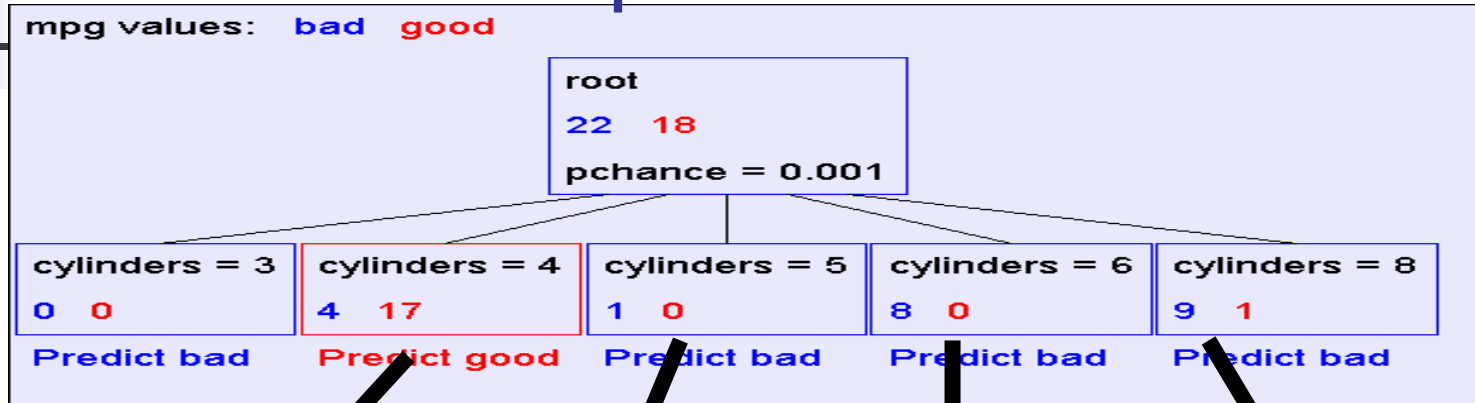 mpg values: bad good
root
22 18
pchance = 0.001
cylinders = 3
0 0
Predict bad
cylinders = 4
4 17
Predict good
cylinders = 5
1 0
Predict bad
cylinders = 6
8 0
Predict bad
cylinders = 8
9 1
Predict bad